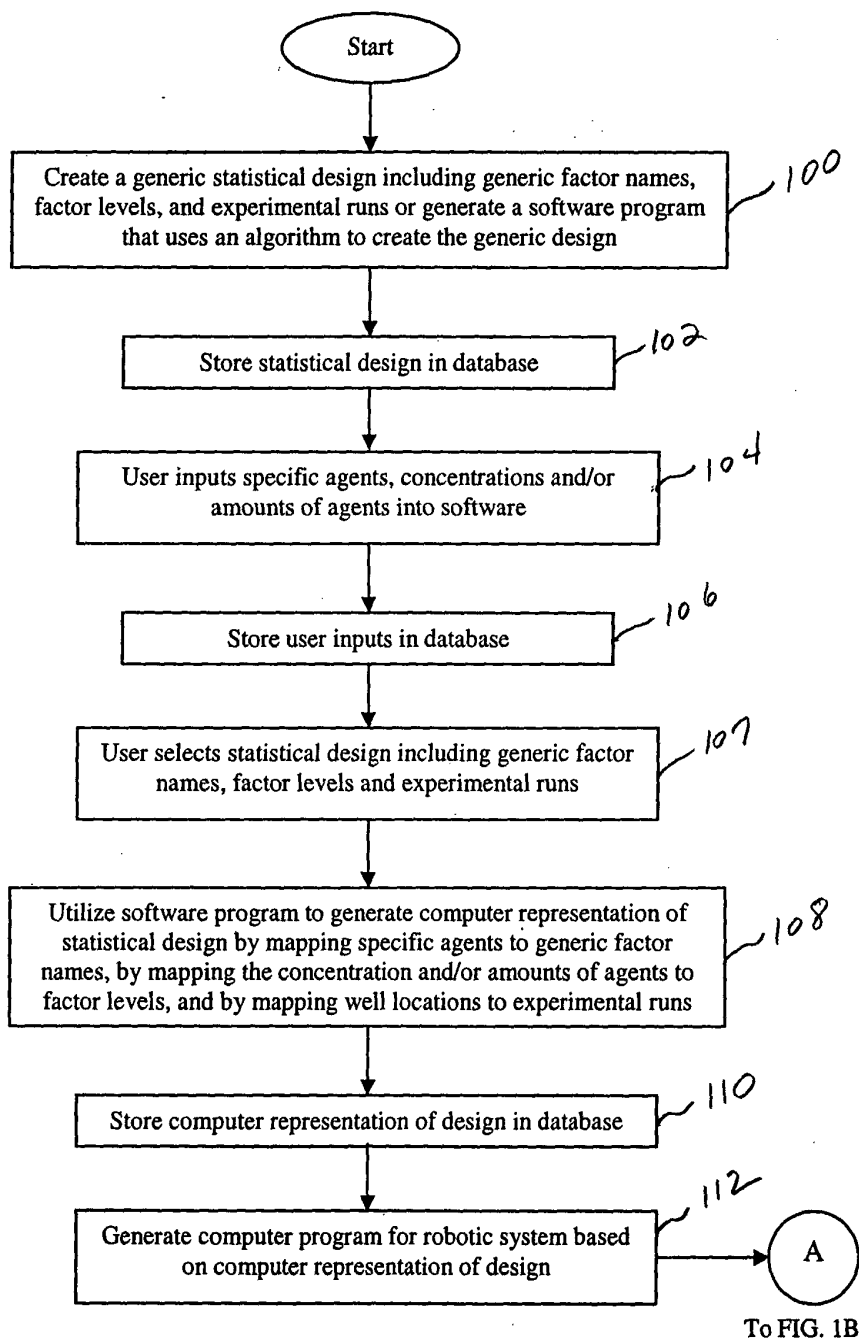 Start
Create a generic statistical design including generic factor names,
factor levels, and experimental runs or generate a software program
that uses an algorithm to create the generic design
100
Store statistical design in database
102
User inputs specific agents, concentrations and/or
amounts of agents into software
104
Store user inputs in database
106
User selects statistical design including generic factor
names, factor levels and experimental runs
107
Utilize software program to generate computer representation of
statistical design by mapping specific agents to generic factor
names, by mapping the concentration and/or amounts of agents to
factor levels, and by mapping well locations to experimental runs
108
Store computer representation of design in database
110
Generate computer program for robotic system based
on computer representation of design
112
A
To FIG. 1B